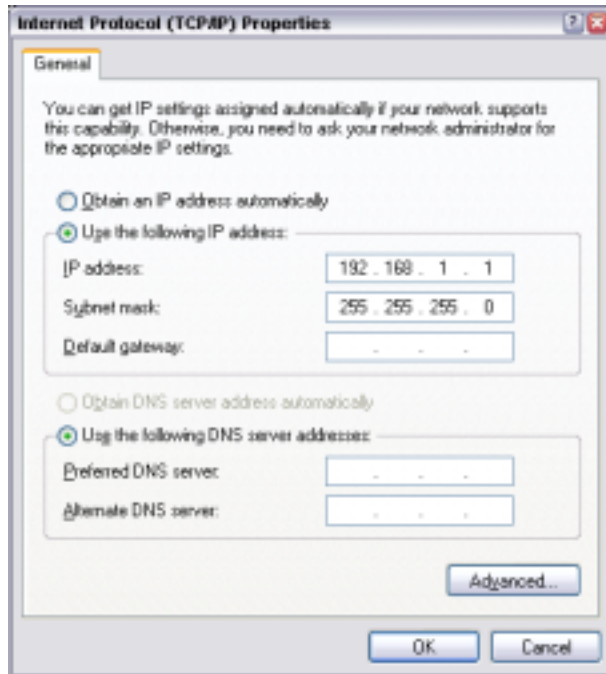 Internet Protocol (TCP/IP) Properties
General
You can get IP settings assigned automatically if your network supports
this capability. Otherwise, you need to ask your network administrator for
the appropriate IP settings.
Obtain an IP address automatically
Use the following IP address:
IP address: 192 . 168 . 1 . 1
Subnet mask: 255 . 255 . 255 . 0
Default gateway: . . .
Obtain DNS server address automatically
Use the following DNS server addresses:
Preferred DNS server: . . .
Alternate DNS server: . . .
Advanced...
OK Cancel